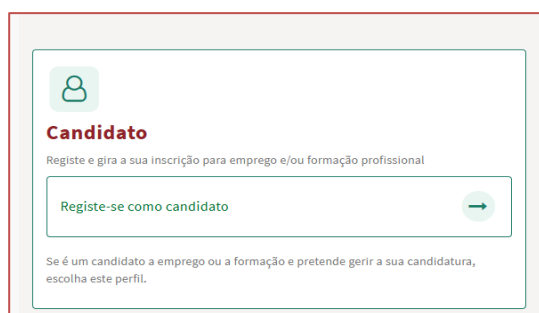 Candidato
Registe e gira a sua inscrição para emprego e/ou formação profissional
Registe-se como candidato
Se é um candidato a emprego ou a formação e pretende gerir a sua candidatura,
escolha este perfil.